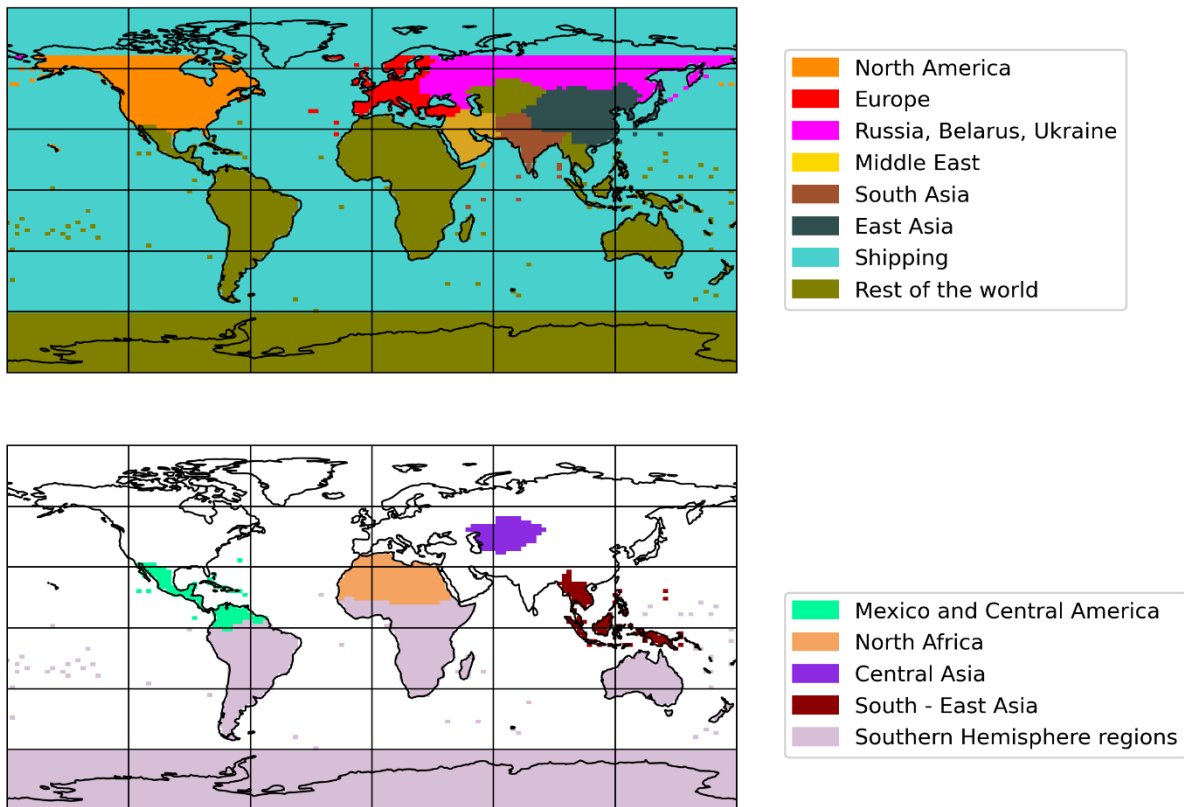 North America
Europe
Russia, Belarus, Ukraine
Middle East
South Asia
East Asia
Shipping
Rest of the world
Mexico and Central America
North Africa
Central Asia
South - East Asia
Southern Hemisphere regions